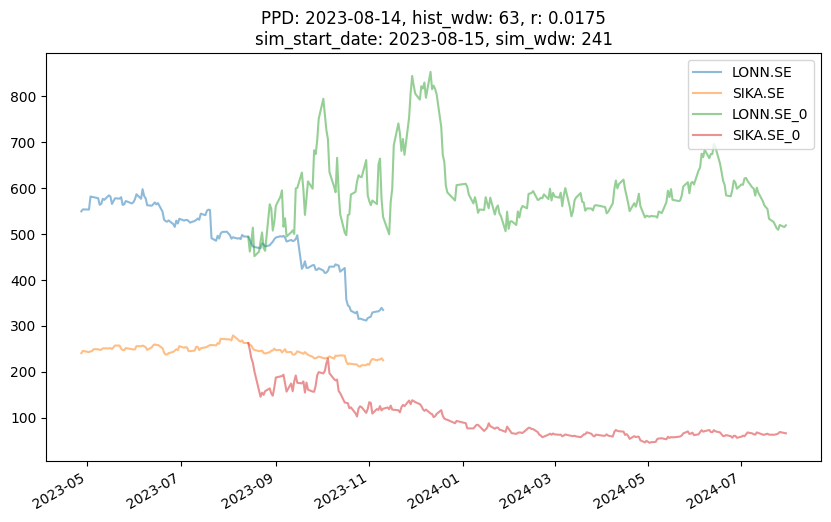 PPD: 2023-08-14, hist_wdw: 63, r: 0.0175
sim_start_date: 2023-08-15, sim_wdw: 241
LONN.SE
SIKA.SE
LONN.SE_0
SIKA.SE_0
800
700
600
500
400
300
200
100
2023-05
2023-07
2023-09
2023-11
2024-01
2024-03
2024-05
2024-07